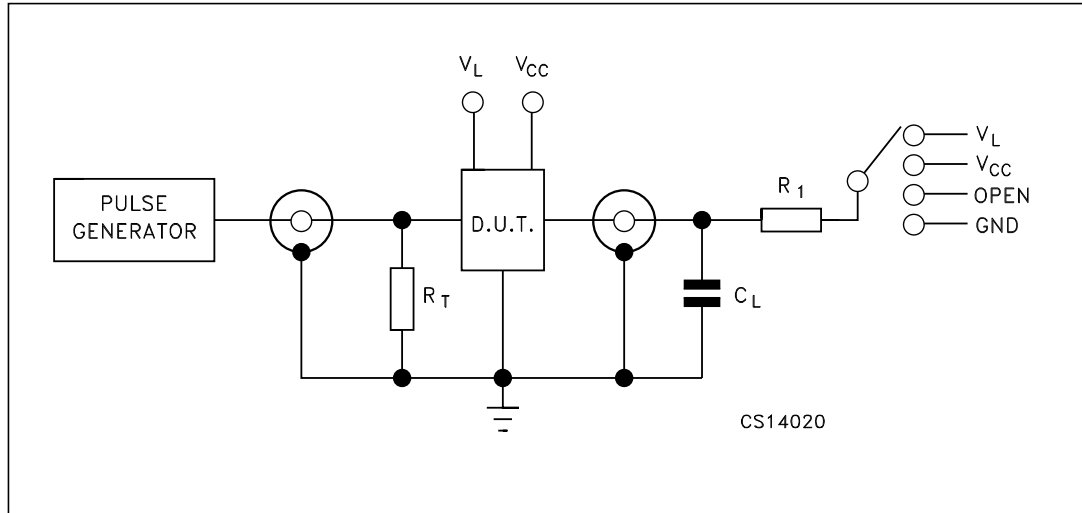 V_L V_CC
PULSE
GENERATOR
D.U.T.
R_T
C_L
R_1
V_L
V_CC
OPEN
GND
CS14020